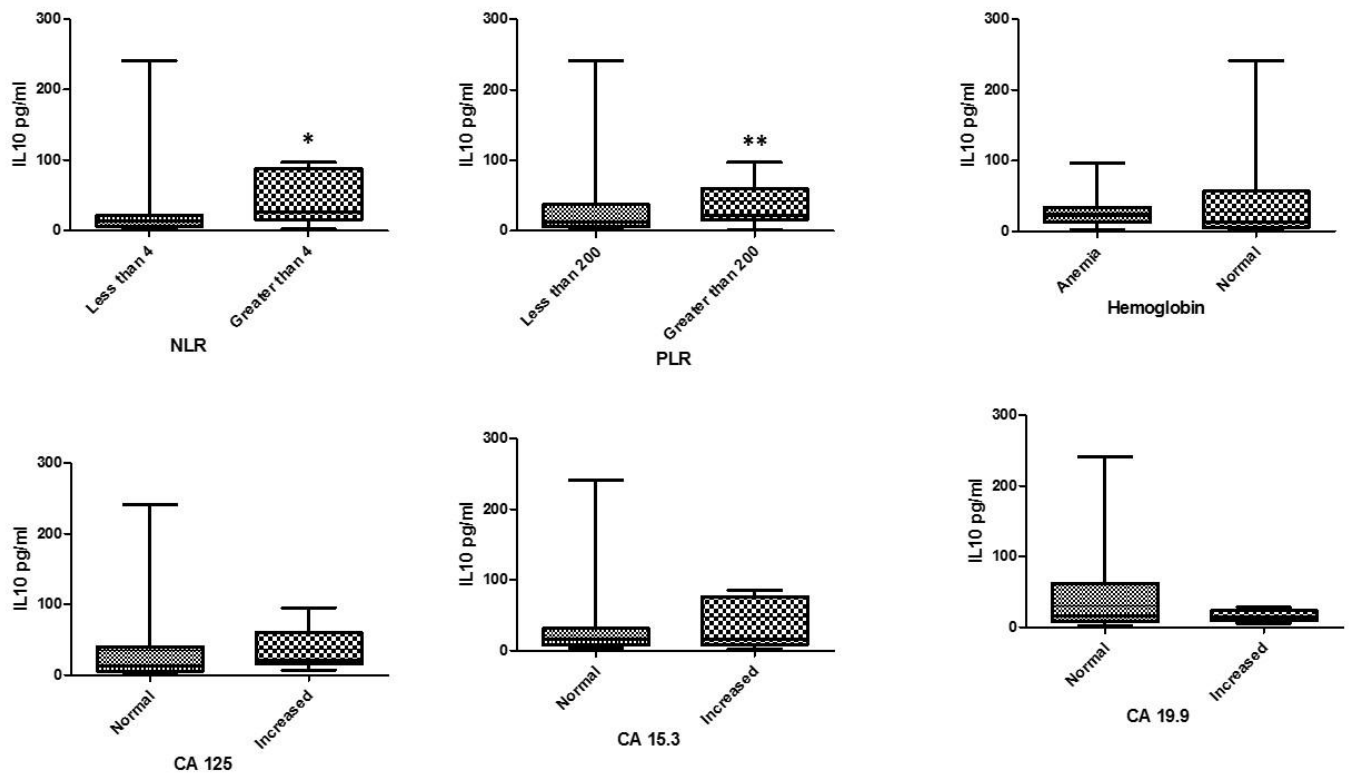 IL10 pg/ml
300
200
100
0
*
Less than 4
Greater than 4
NLR
IL10 pg/ml
300
200
100
0
**
Less than 200
Greater than 200
PLR
IL10 pg/ml
300
200
100
0
Anemia
Normal
Hemoglobin
IL10 pg/ml
300
200
100
0
Normal
Increased
CA 125
IL10 pg/ml
300
200
100
0
Normal
Increased
CA 15.3
IL10 pg/ml
300
200
100
0
Normal
Increased
CA 19.9